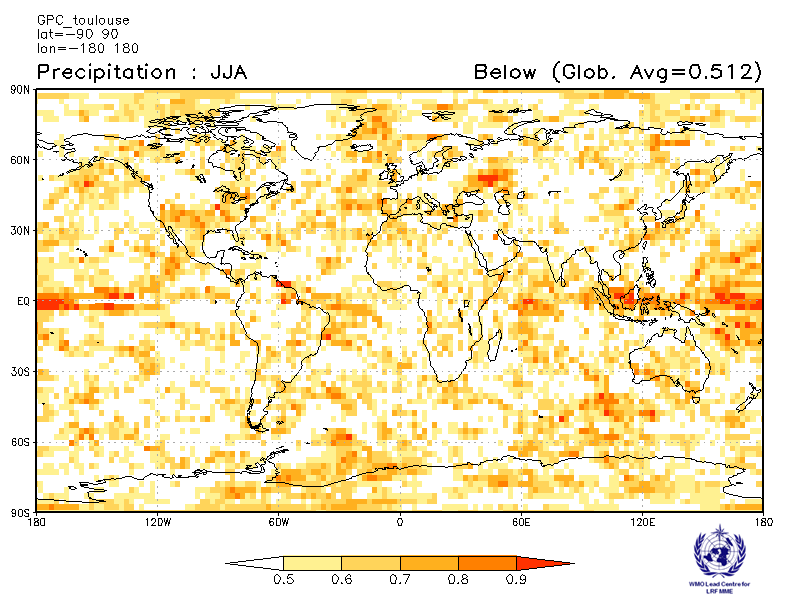 GPC_toulouse
lat=-90 90
lon=-180 180
Precipitation : JJA
Below (Glob. Avg=0.512)
90N
60N
30N
EQ
30S
60S
90S
180 120W 60W 0 60E 120E 180
0.5 0.6 0.7 0.8 0.9
WMO Lead Centre for
LRF MME